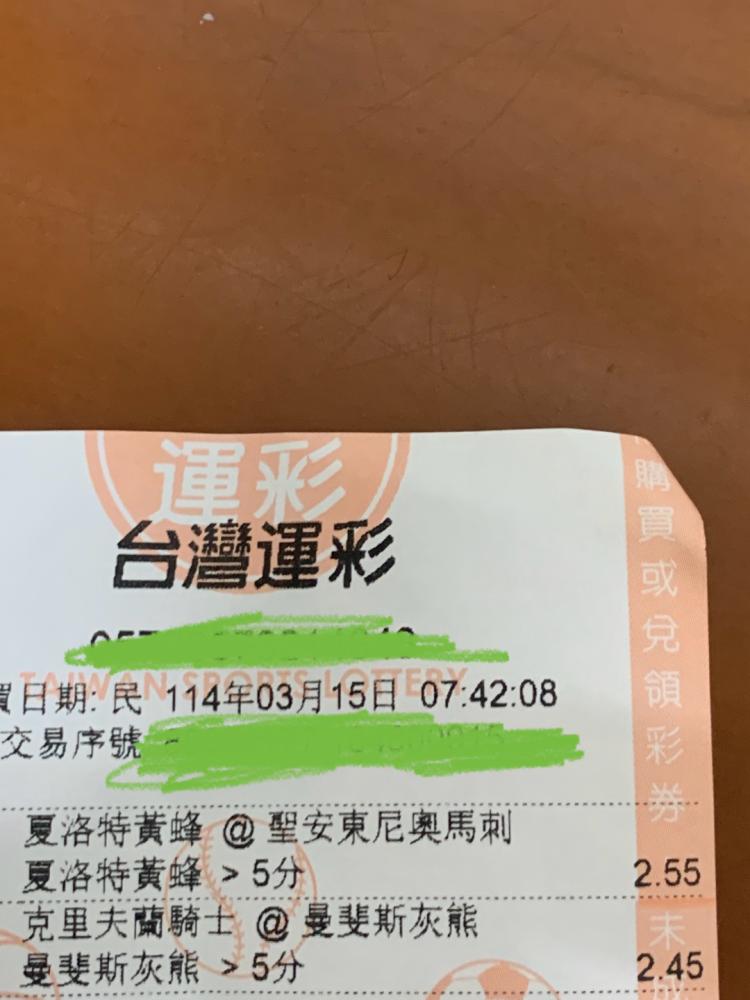 運彩
台灣運彩
TAIWAN SPORTS LOTTERY
買日期: 民 114年03月15日 07:42:08
交易序號
夏洛特黃蜂 @ 聖安東尼奧馬刺
夏洛特黃蜂 > 5分 2.55
克里夫蘭騎士 @ 曼斐斯灰熊
曼斐斯灰熊 > 5分 2.45
購買或兌領彩券
未